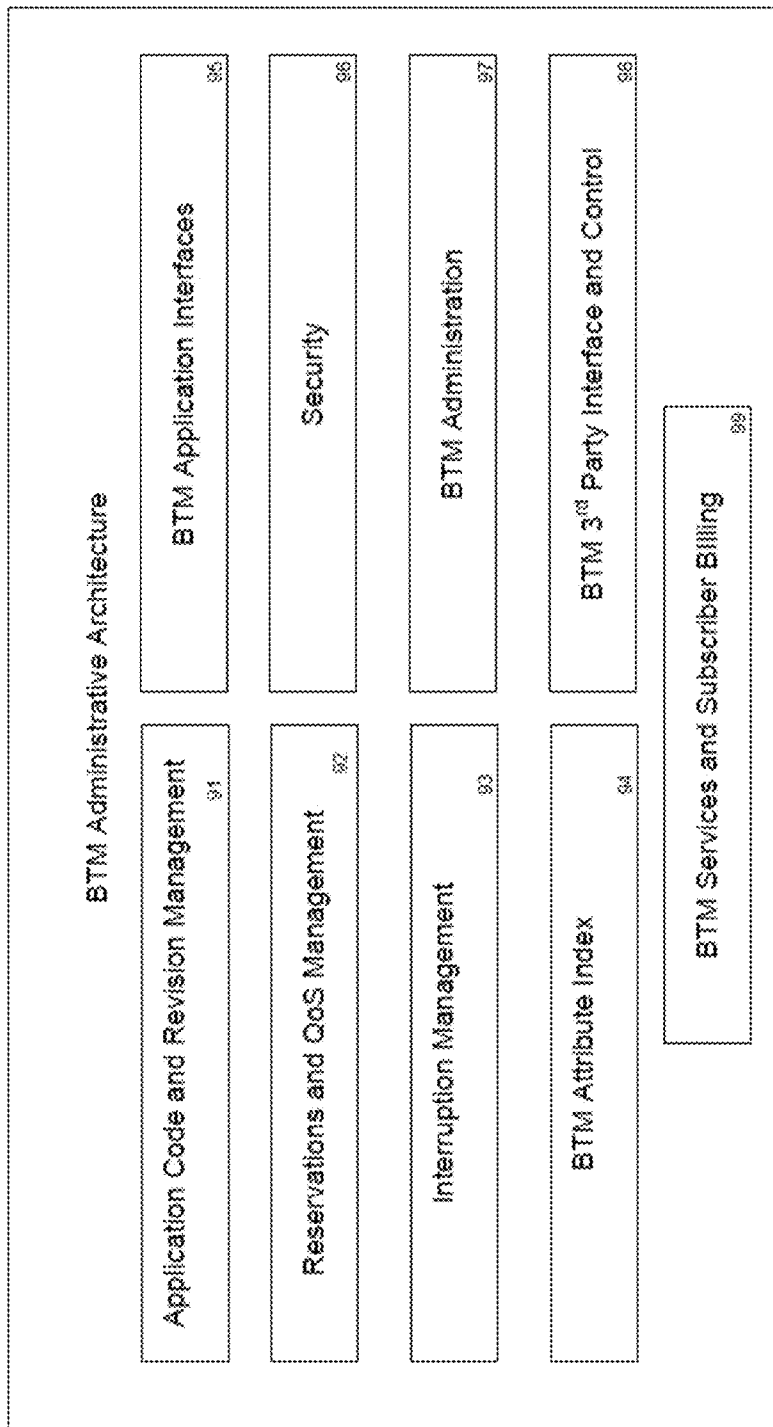 BTM Administrative Architecture
Application Code and Revision Management
91
BTM Application Interfaces
95
Reservations and QoS Management
92
Security
96
Interruption Management
93
BTM Administration
97
BTM Attribute Index
94
BTM 3rd Party Interface and Control
98
BTM Services and Subscriber Billing
99